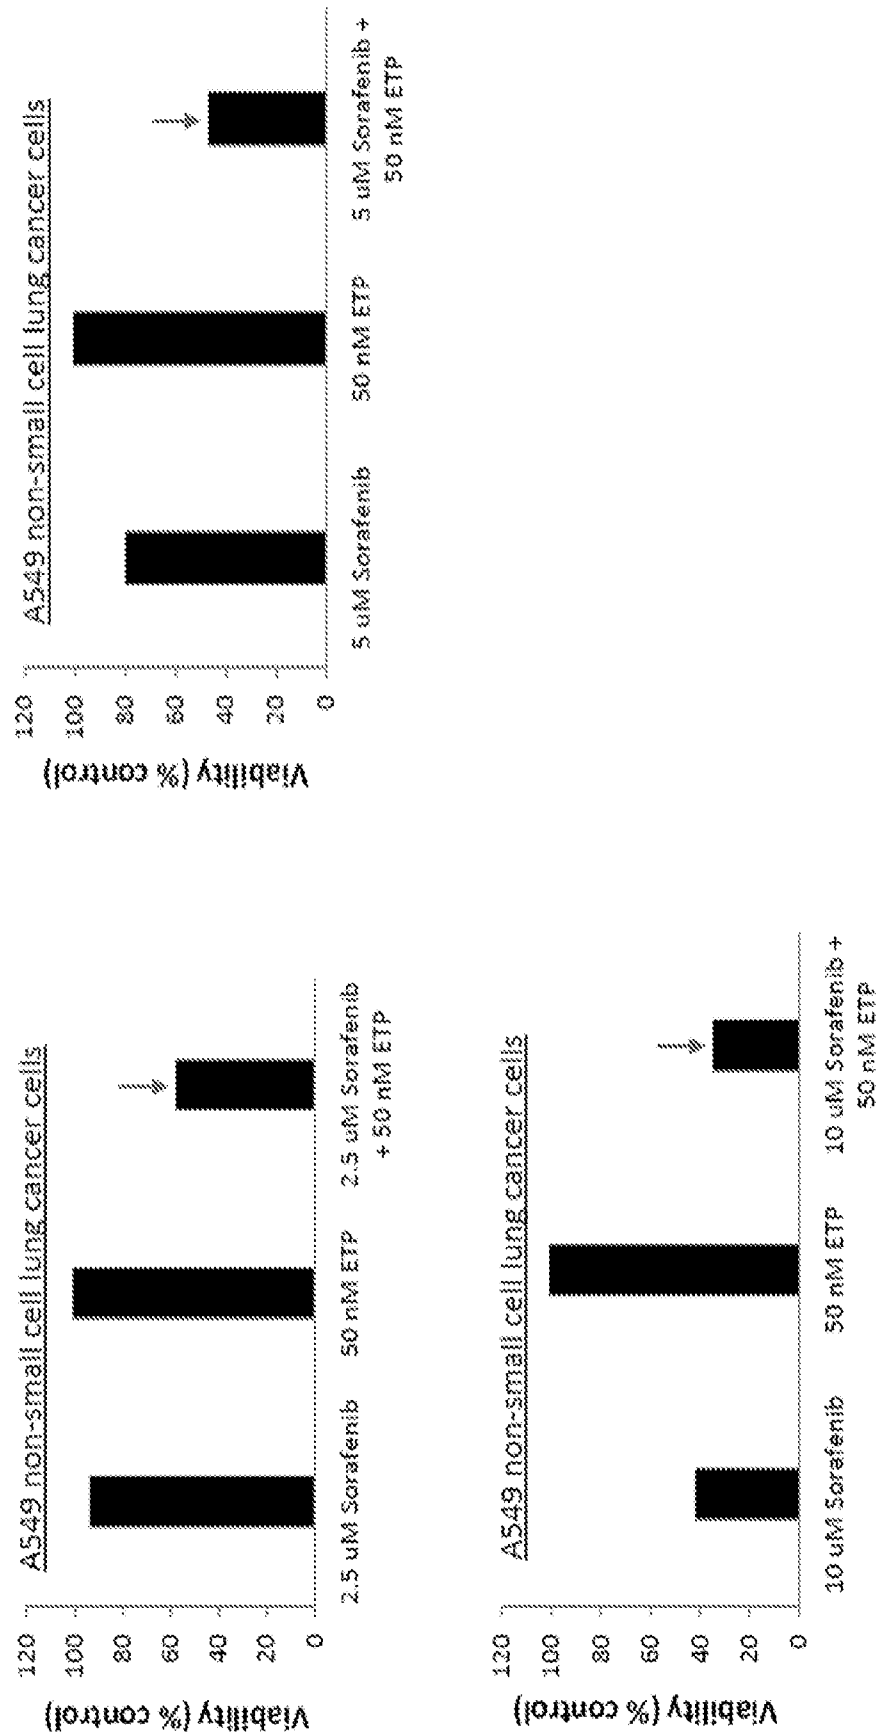 A549 non-small cell lung cancer cells
Viability (% control)
120
100
80
60
40
20
0
2.5 uM Sorafenib
50 nM ETP
2.5 uM Sorafenib
+ 50 nM ETP
A549 non-small cell lung cancer cells
Viability (% control)
120
100
80
60
40
20
0
5 uM Sorafenib
50 nM ETP
5 uM Sorafenib +
50 nM ETP
A549 non-small cell lung cancer cells
Viability (% control)
120
100
80
60
40
20
0
10 uM Sorafenib
50 nM ETP
10 uM Sorafenib +
50 nM ETP